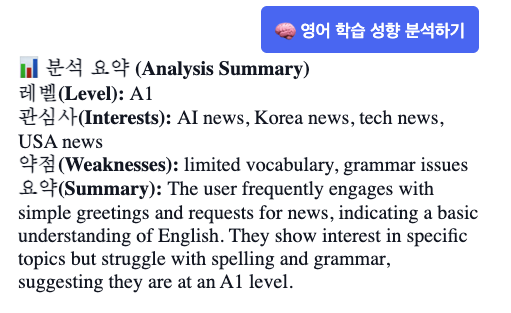 🧠 영어 학습 성향 분석하기
📊 분석 요약 (Analysis Summary)
레벨(Level): A1
관심사(Interests): AI news, Korea news, tech news,
USA news
약점(Weaknesses): limited vocabulary, grammar issues
요약(Summary): The user frequently engages with
simple greetings and requests for news, indicating a basic
understanding of English. They show interest in specific
topics but struggle with spelling and grammar,
suggesting they are at an A1 level.